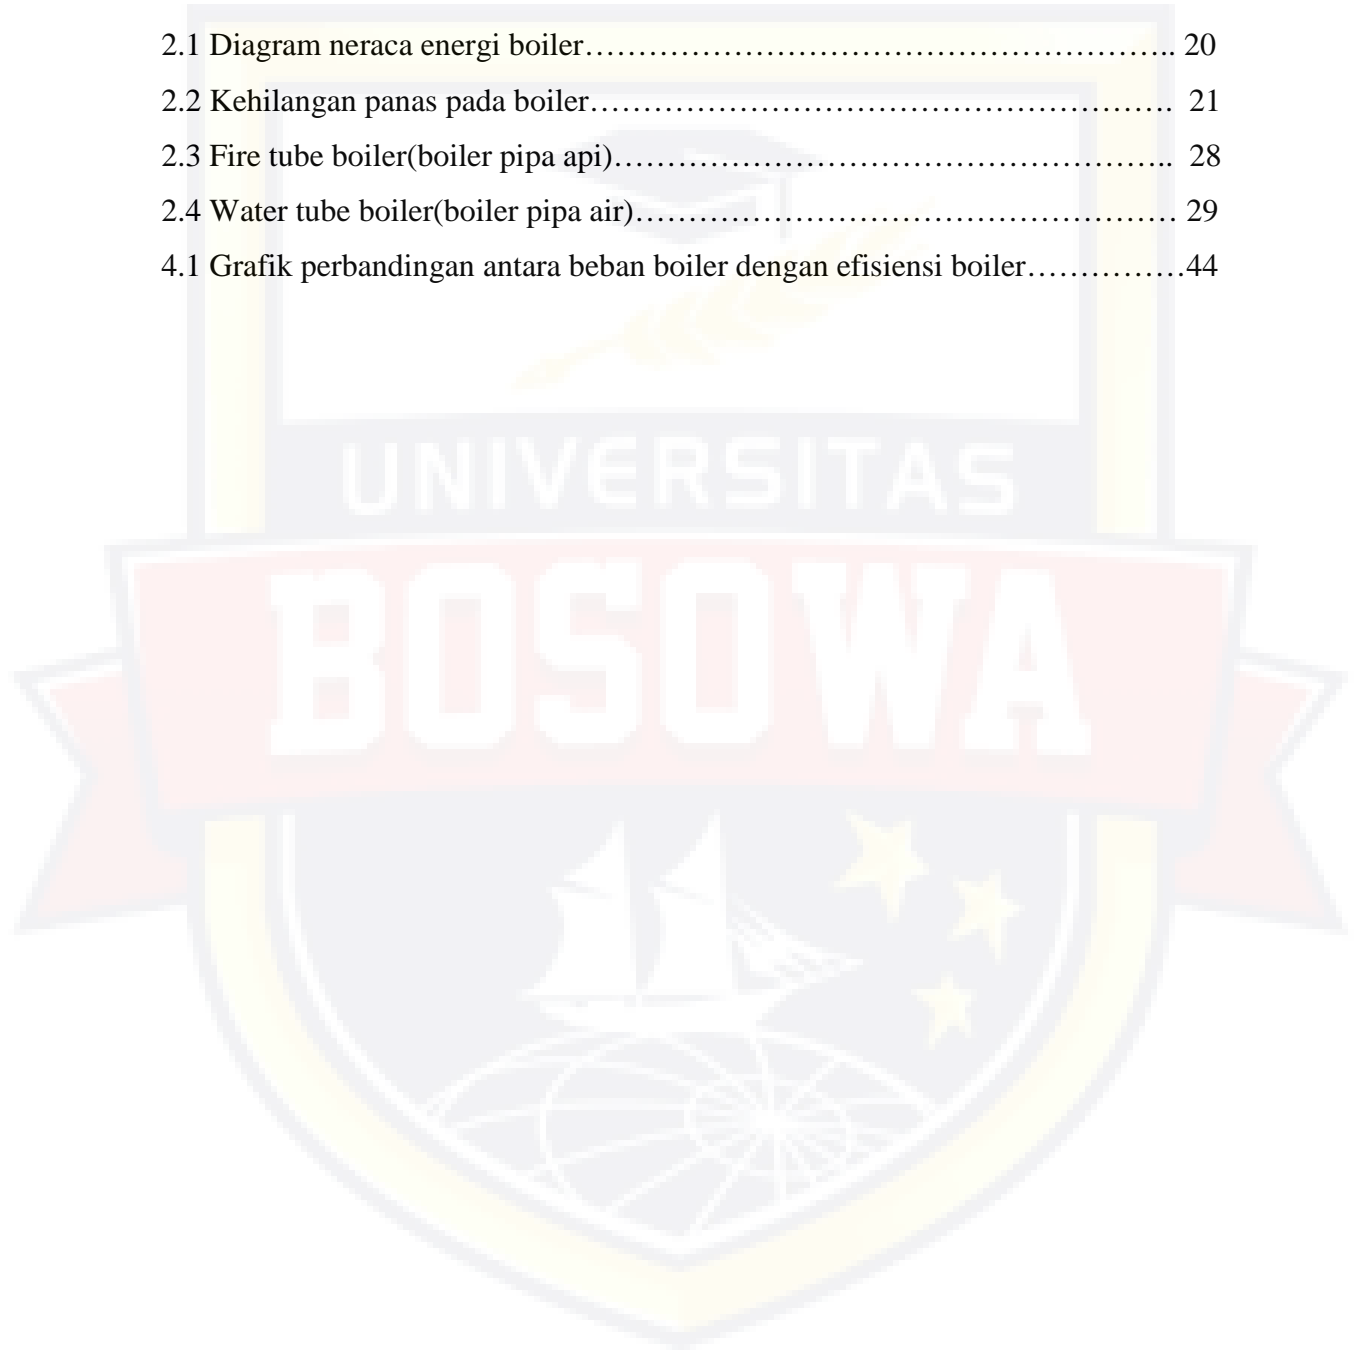 2.1 Diagram neraca energi boiler……………………………………………….. 20
2.2 Kehilangan panas pada boiler………………………………………………. 21
2.3 Fire tube boiler(boiler pipa api)…………………………………………….. 28
2.4 Water tube boiler(boiler pipa air)…………………………………………… 29
4.1 Grafik perbandingan antara beban boiler dengan efisiensi boiler……………44
UNIVERSITAS
BOSOWA